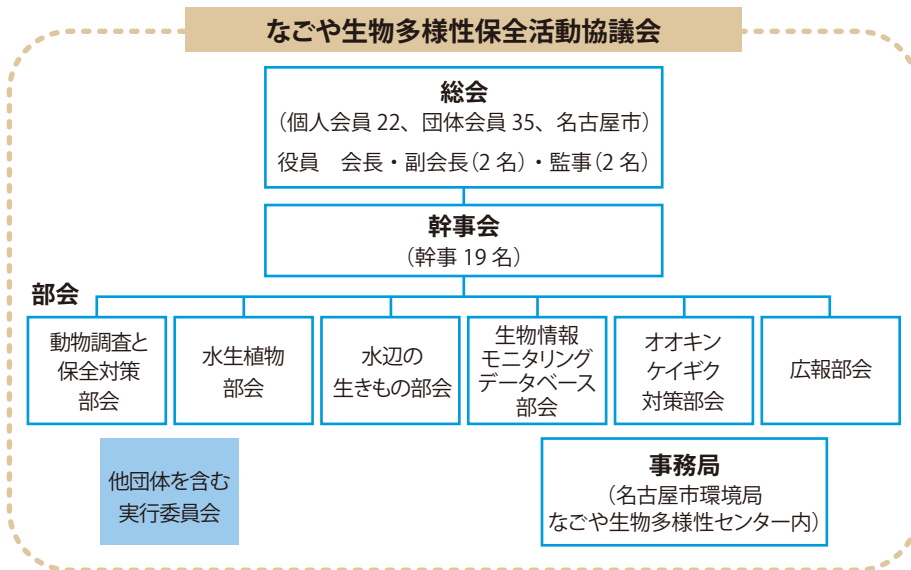 なごや生物多様性保全活動協議会
総会
（個人会員 22、団体会員 35、名古屋市）
役員　会長・副会長（2 名）・監事（2 名）
幹事会
（幹事 19 名）
部会
動物調査と
保全対策
部会
水生植物
部会
水辺の
生きもの部会
生物情報
モニタリング
データベース
部会
オオキン
ケイギク
対策部会
広報部会
他団体を含む
実行委員会
事務局
（名古屋市環境局
なごや生物多様性センター内）